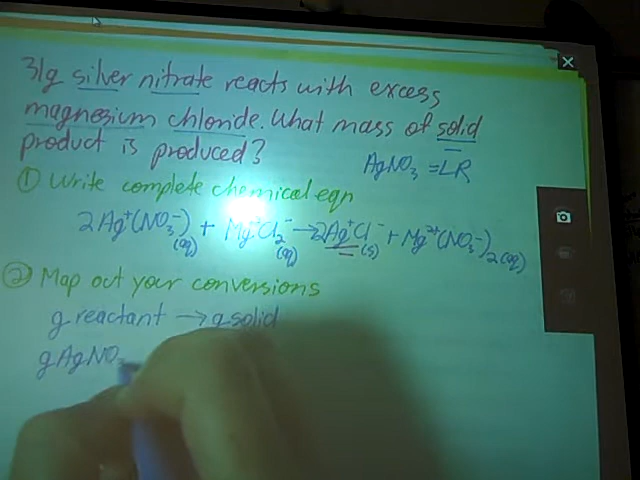 31g silver nitrate reacts with excess
magnesium chloride. What mass of solid
product is produced?
AgNO₃ = LR
① Write complete chemical eqn
2Ag⁺(NO₃⁻)(aq) + Mg²⁺Cl₂⁻(aq) → 2Ag⁺Cl⁻(s) + Mg²⁺(NO₃⁻)₂(aq)
② Map out your conversions
g reactant → g solid
g AgNO₃